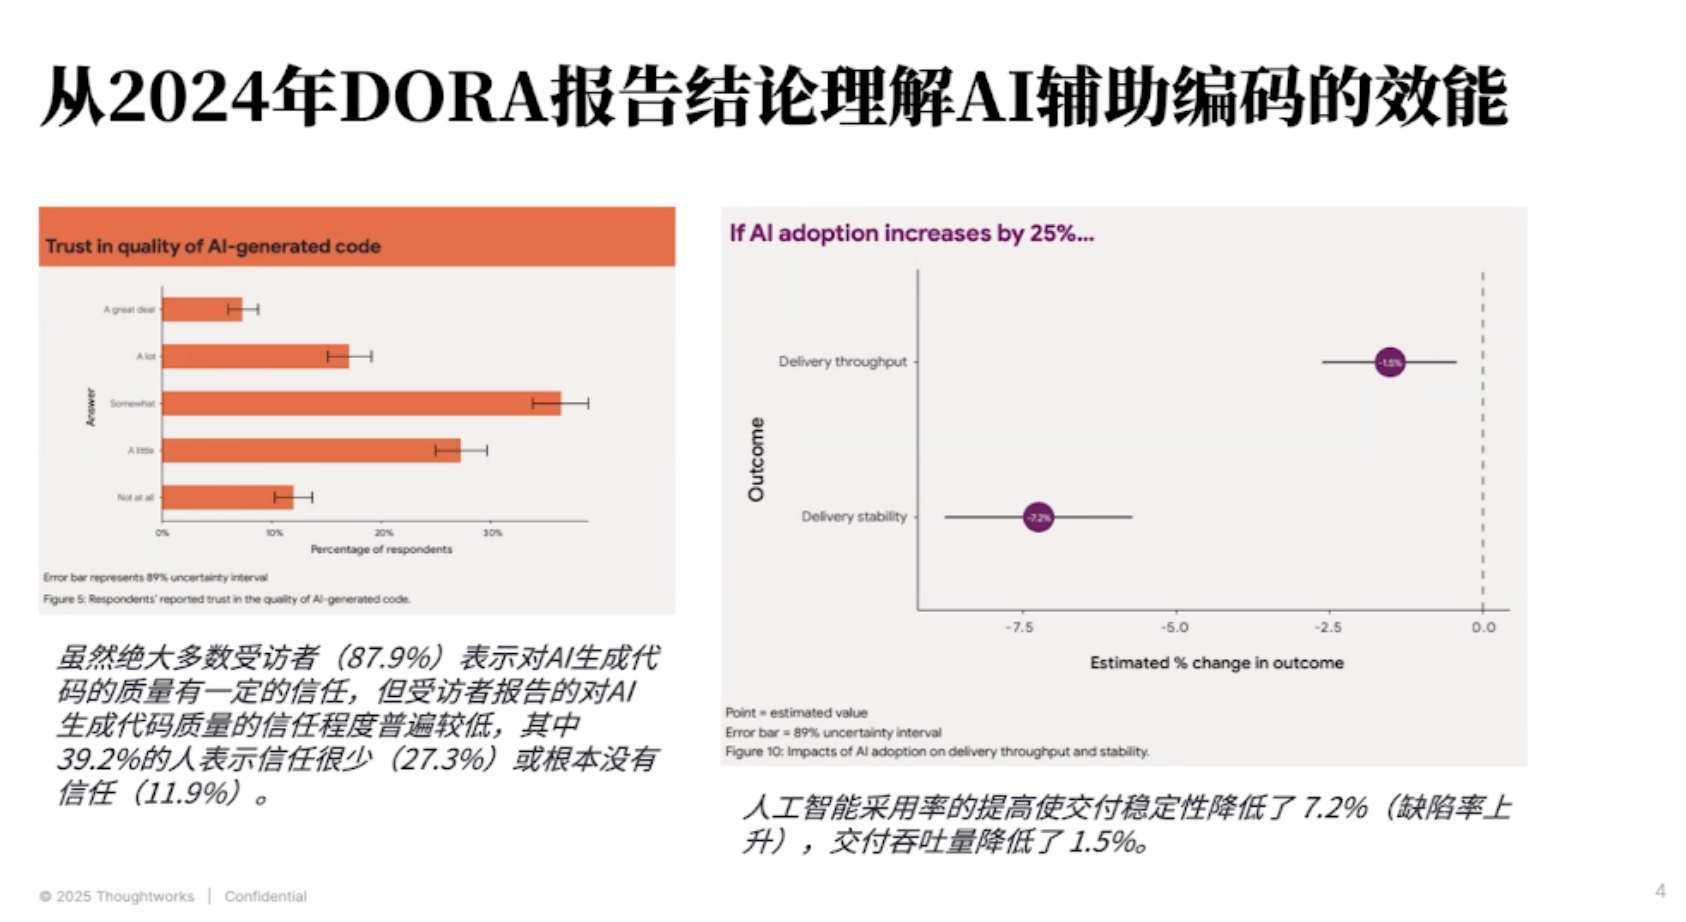 从2024年DORA报告结论理解AI辅助编码的效能
Trust in quality of AI-generated code
A great deal
A lot
Somewhat
A little
Not at all
Answer
0%
10%
20%
30%
Percentage of respondents
Error bar represents 89% uncertainty interval
Figure 5: Respondents' reported trust in the quality of AI-generated code.
虽然绝大多数受访者（87.9%）表示对AI生成代
码的质量有一定的信任，但受访者报告的对AI
生成代码质量的信任程度普遍较低，其中
39.2%的人表示信任很少（27.3%）或根本没有
信任（11.9%）。
If AI adoption increases by 25%...
Delivery throughput
-1.5%
Outcome
Delivery stability
-7.2%
-7.5
-5.0
-2.5
0.0
Estimated % change in outcome
Point = estimated value
Error bar = 89% uncertainty interval
Figure 10: Impacts of AI adoption on delivery throughput and stability.
人工智能采用率的提高使交付稳定性降低了 7.2%（缺陷率上
升），交付吞吐量降低了 1.5%。
© 2025 Thoughtworks | Confidential
4